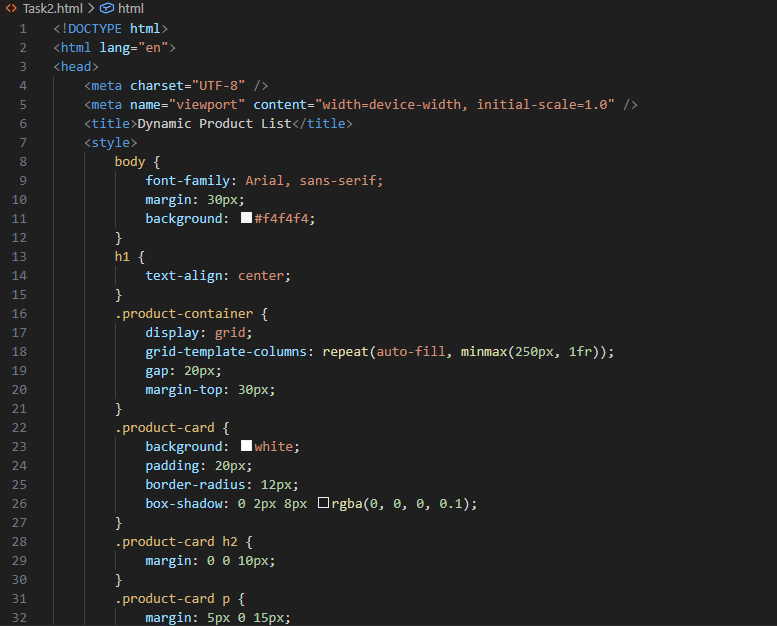 Task2.html > html
1 <!DOCTYPE html>
2 <html lang="en">
3 <head>
4     <meta charset="UTF-8" />
5     <meta name="viewport" content="width=device-width, initial-scale=1.0" />
6     <title>Dynamic Product List</title>
7     <style>
8         body {
9             font-family: Arial, sans-serif;
10             margin: 30px;
11             background: #f4f4f4;
12         }
13         h1 {
14             text-align: center;
15         }
16         .product-container {
17             display: grid;
18             grid-template-columns: repeat(auto-fill, minmax(250px, 1fr));
19             gap: 20px;
20             margin-top: 30px;
21         }
22         .product-card {
23             background: white;
24             padding: 20px;
25             border-radius: 12px;
26             box-shadow: 0 2px 8px rgba(0, 0, 0, 0.1);
27         }
28         .product-card h2 {
29             margin: 0 0 10px;
30         }
31         .product-card p {
32             margin: 5px 0 15px;